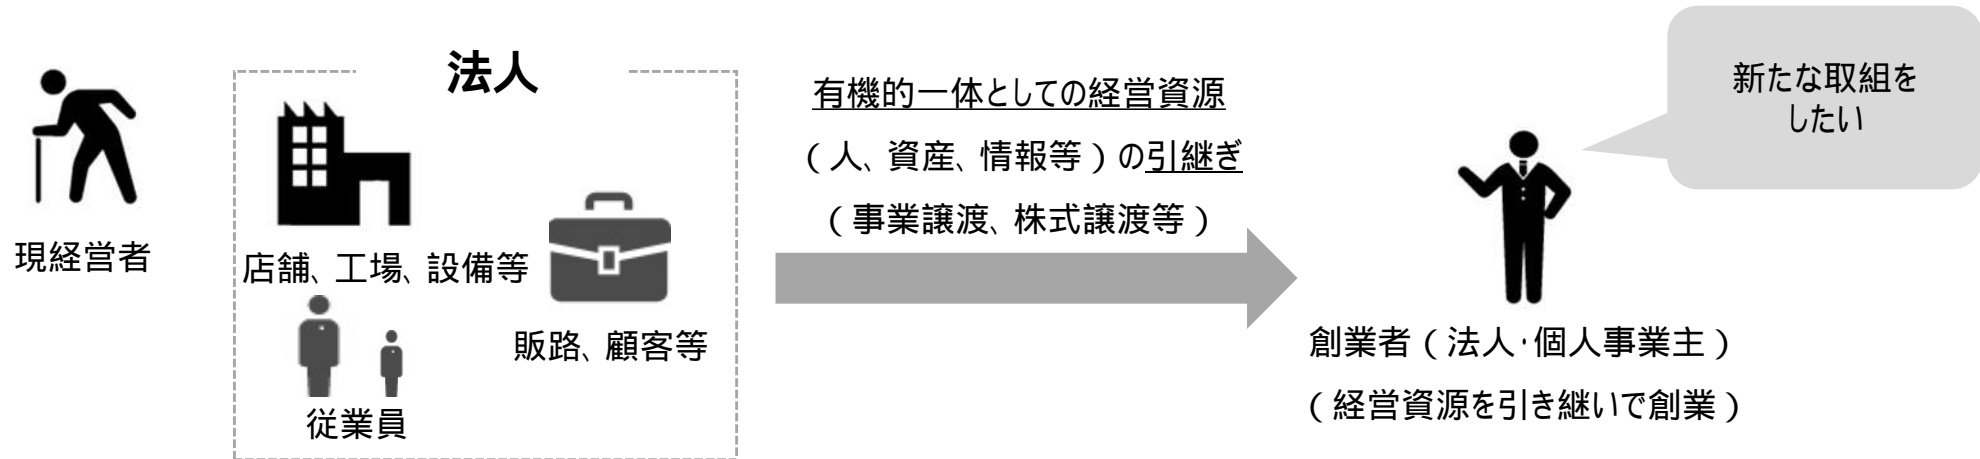 現経営者
法人
店舗、工場、設備等
販路、顧客等
従業員
有機的一体としての経営資源
(人、資産、情報等)の引継ぎ
(事業譲渡、株式譲渡等)
新たな取組を
したい
創業者(法人・個人事業主)
(経営資源を引き継いで創業)